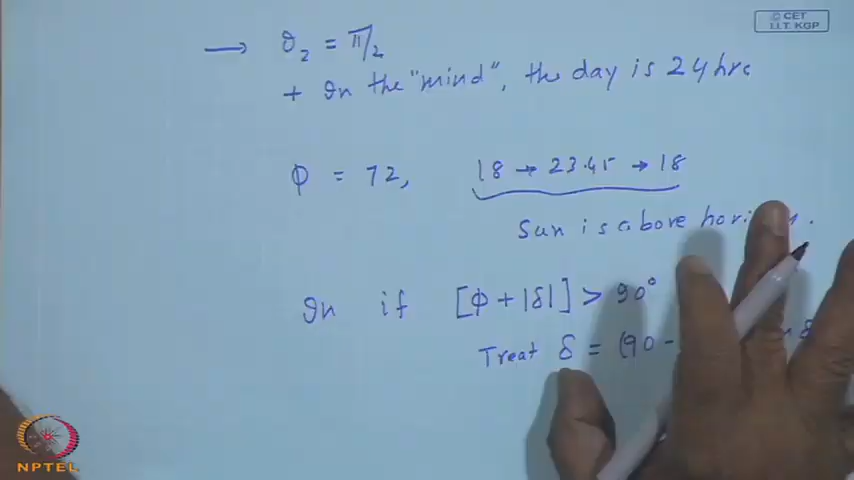 © CET
I.I.T. KGP
→ ϑ₂ = π/2
+ In the "mind", the day is 24 hrs
φ = 72, 18 → 23.45 → 18
Sun is above
In if [φ + |δ|] > 90°
Treat δ = (90 -
NPTEL